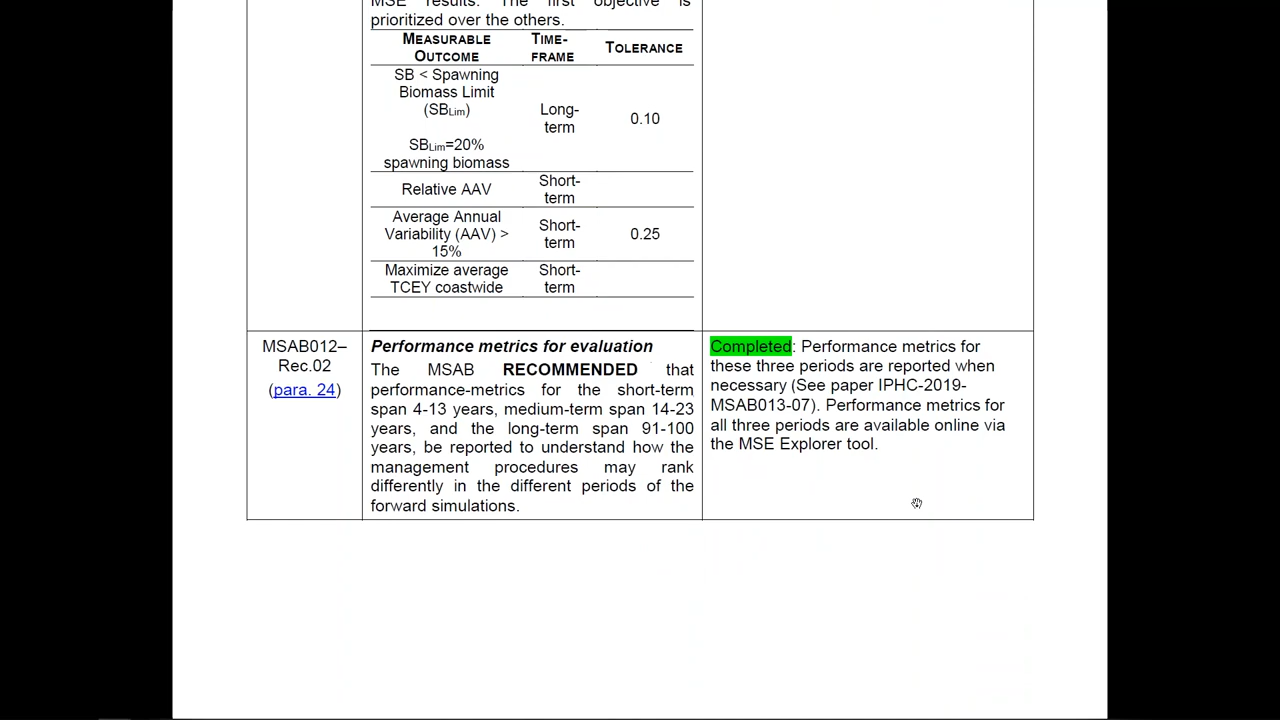 MSE results. The first objective is
prioritized over the others.
MEASURABLE OUTCOME TIME-FRAME TOLERANCE
SB < Spawning
Biomass Limit
(SBLim)
SBLim=20%
spawning biomass
Long-
term
0.10
Relative AAV
Short-
term
Average Annual
Variability (AAV) >
15%
Short-
term
0.25
Maximize average
TCEY coastwide
Short-
term
MSAB012–
Rec.02
(para. 24)
Performance metrics for evaluation
The MSAB RECOMMENDED that
performance-metrics for the short-term
span 4-13 years, medium-term span 14-23
years, and the long-term span 91-100
years, be reported to understand how the
management procedures may rank
differently in the different periods of the
forward simulations.
Completed: Performance metrics for
these three periods are reported when
necessary (See paper IPHC-2019-
MSAB013-07). Performance metrics for
all three periods are available online via
the MSE Explorer tool.